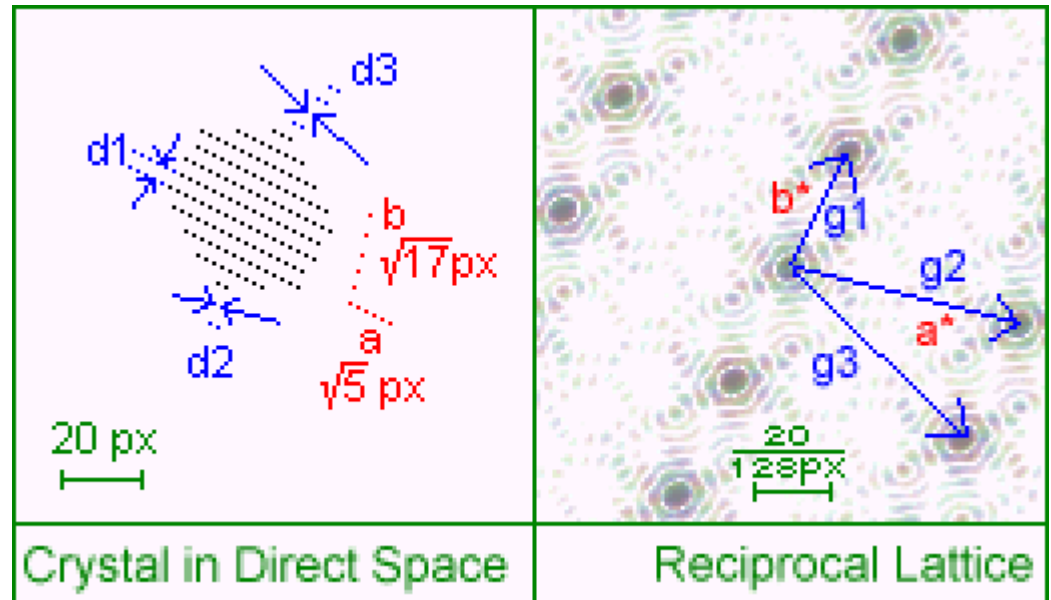 d3
d1
b
√17px
d2
a
√5 px
20 px
b*
g1
g2
a*
g3
20
128px
Crystal in Direct Space
Reciprocal Lattice